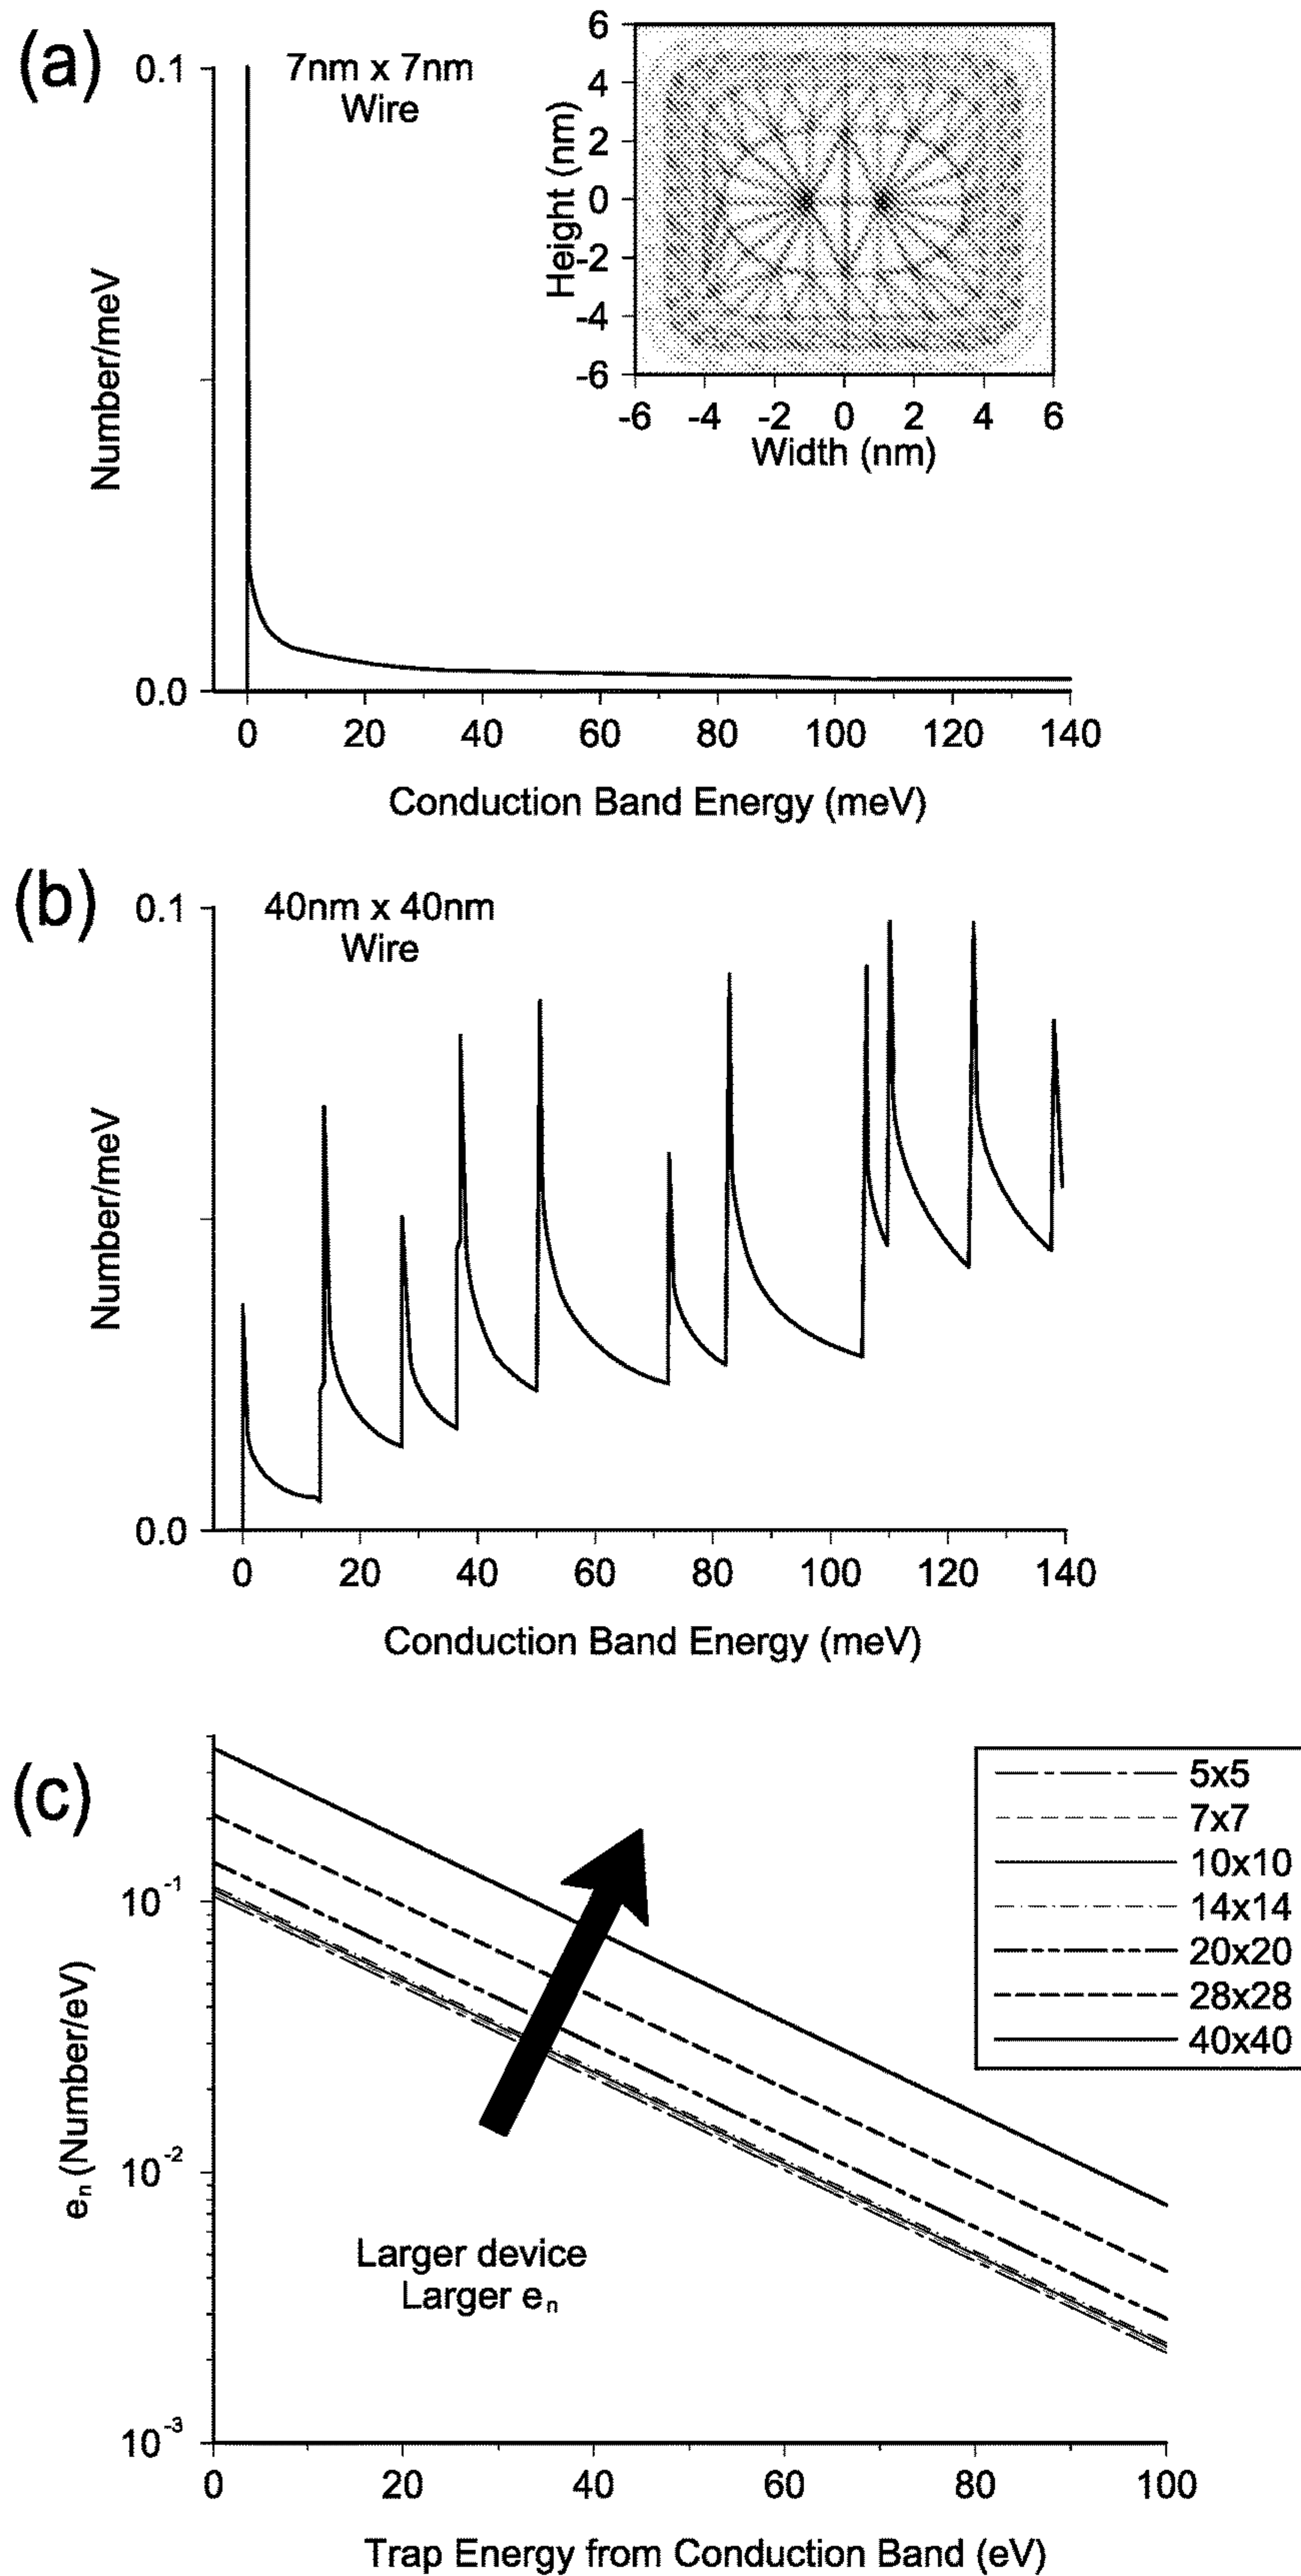 (a)
7nm x 7nm
Wire
0.1
0.0
Number/meV
0 20 40 60 80 100 120 140
Conduction Band Energy (meV)
6
4
2
0
-2
-4
-6
Height (nm)
-6 -4 -2 0 2 4 6
Width (nm)
(b)
40nm x 40nm
Wire
0.1
0.0
Number/meV
0 20 40 60 80 100 120 140
Conduction Band Energy (meV)
(c)
10⁻¹
10⁻²
10⁻³
eₙ (Number/eV)
Larger device
Larger eₙ
5x5
7x7
10x10
14x14
20x20
28x28
40x40
0 20 40 60 80 100
Trap Energy from Conduction Band (eV)